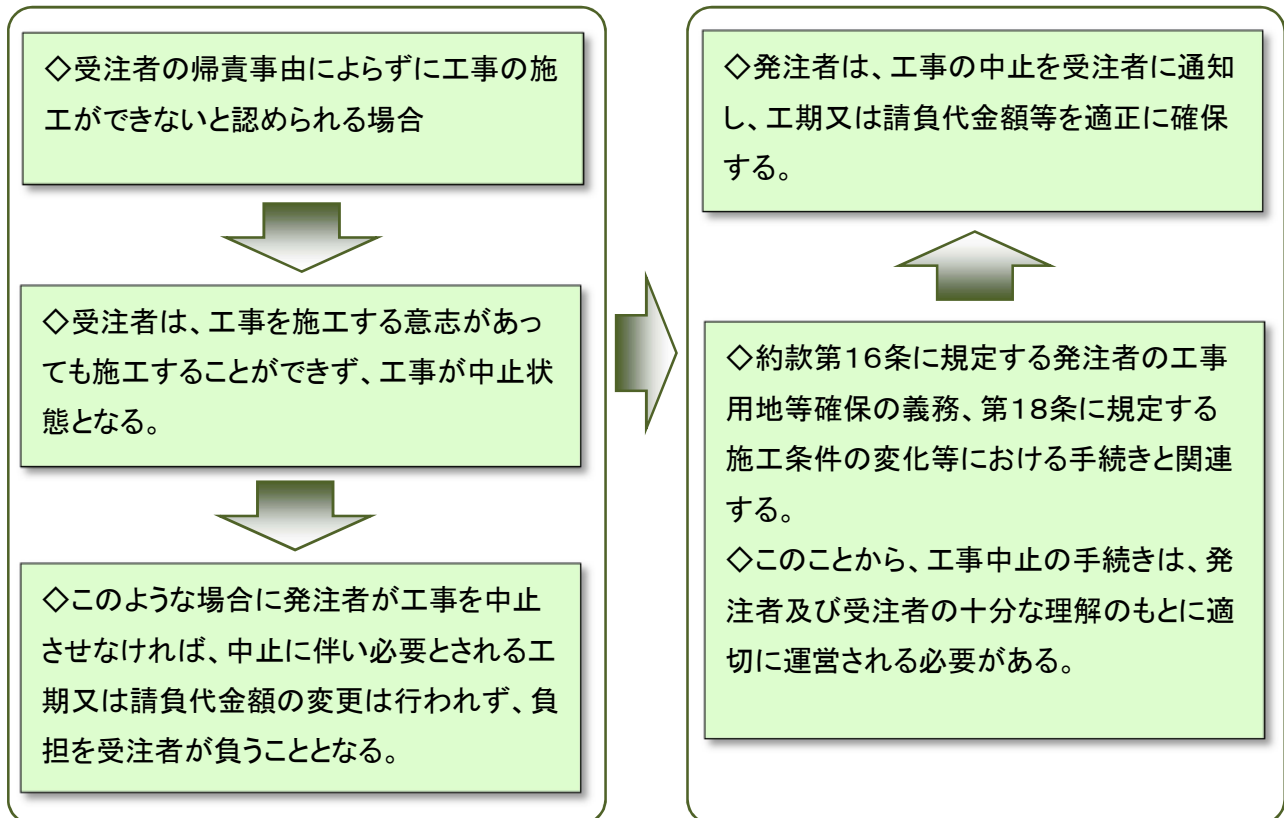 ◇受注者の帰責事由によらずに工事の施
工ができないと認められる場合
◇受注者は、工事を施工する意志があっ
ても施工することができず、工事が中止状
態となる。
◇このような場合に発注者が工事を中止
させなければ、中止に伴い必要とされる工
期又は請負代金額の変更は行われず、負
担を受注者が負うこととなる。
◇発注者は、工事の中止を受注者に通知
し、工期又は請負代金額等を適正に確保
する。
◇約款第16条に規定する発注者の工事
用地等確保の義務、第18条に規定する
施工条件の変化等における手続きと関連
する。
◇このことから、工事中止の手続きは、発
注者及び受注者の十分な理解のもとに適
切に運営される必要がある。